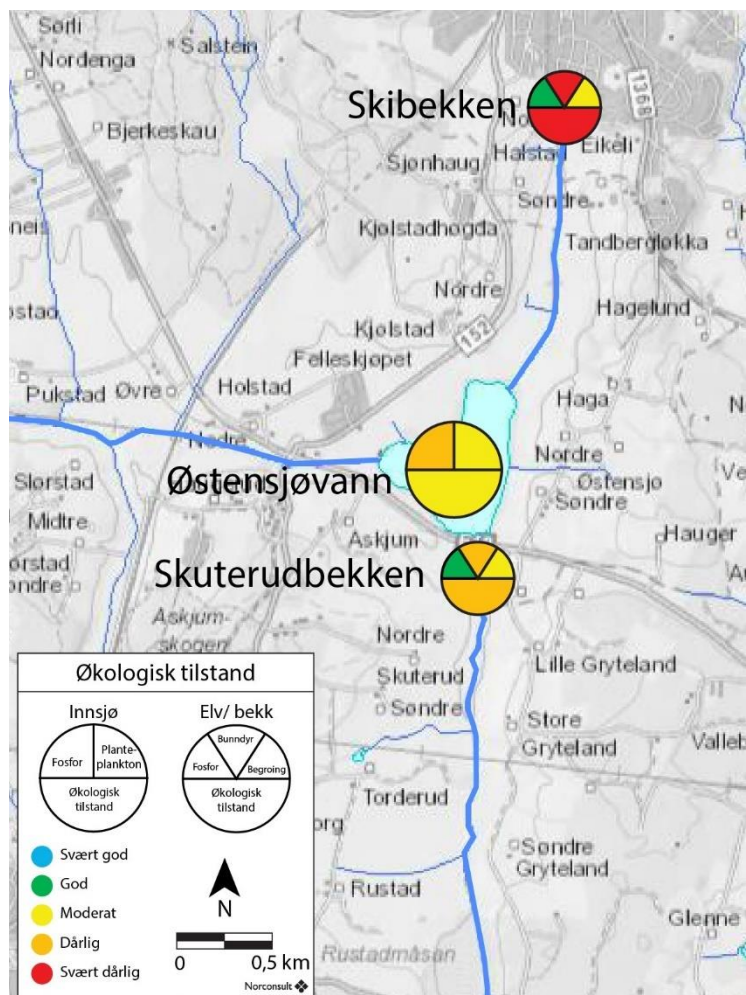 Sørli
Salstein
Nordenga
Bjerkeskau
Skibekken
1368
Halstad
Eikeli
Sjønhaug
Søndre
Kjølstadhøgda
Tandbergløkka
Nordre
Hagelund
Kjølstad
152
Felleskjøpet
Pukstad
Øvre
Holstad
Haga
Nordre
Østensjøvann
Nordre
Østensjø
Søndre
Slørstad
Midtre
Askjum
Hauger
Skuterudbekken
Askjum-
skogen
Nordre
Skuterud
Søndre
Lille Gryteland
Store
Gryteland
Torderud
Søndre
Gryteland
Rustad
Glenne
Rustadmåsan
Økologisk tilstand
Innsjø
Elv/ bekk
Fosfor
Plante-
plankton
Økologisk
tilstand
Bunndyr
Fosfor
Begroing
Økologisk
tilstand
Svært god
God
Moderat
Dårlig
Svært dårlig
N
0 0,5 km
Norconsult